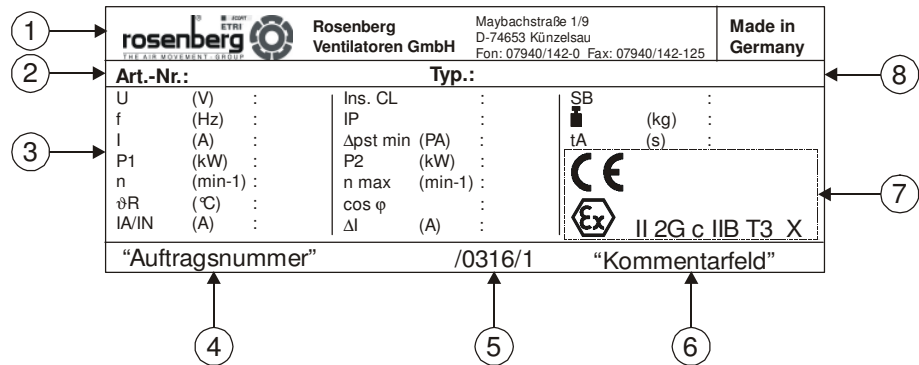 1
ACORT
ETRI
rosenberg
THE AIR MOVEMENT GROUP
Rosenberg
Ventilatoren GmbH
Maybachstraße 1/9
D-74653 Künzelsau
Fon: 07940/142-0 Fax: 07940/142-125
Made in
Germany
2
Art.-Nr.: Typ.:
8
U (V) : Ins. CL : SB :
f (Hz) : IP : (kg) :
3
I (A) : Δpst min (PA) : tA (s) :
P1 (kW) : P2 (kW) :
CE
n (min-1) : n max (min-1) :
7
ϑR (°C) : cos φ :
IA/IN (A) : ΔI (A) :
Ex II 2G c IIB T3 X
"Auftragsnummer" /0316/1 "Kommentarfeld"
4 5 6